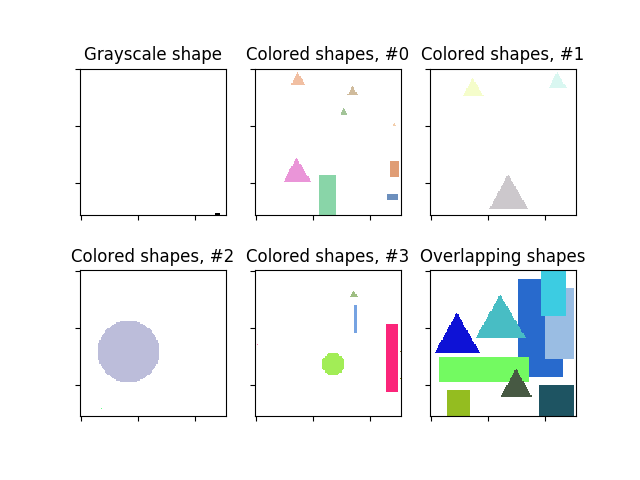 Grayscale shape
Colored shapes, #0
Colored shapes, #1
Colored shapes, #2
Colored shapes, #3
Overlapping shapes